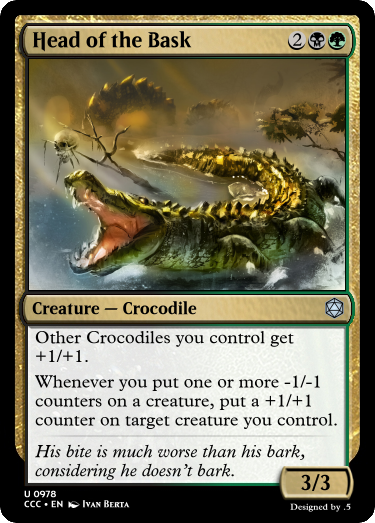 Head of the Bask 2
Creature — Crocodile
Other Crocodiles you control get
+1/+1.
Whenever you put one or more -1/-1
counters on a creature, put a +1/+1
counter on target creature you control.
His bite is much worse than his bark,
considering he doesn't bark.
3/3
U 0978
CCC • EN Ivan Berta
Designed by .5